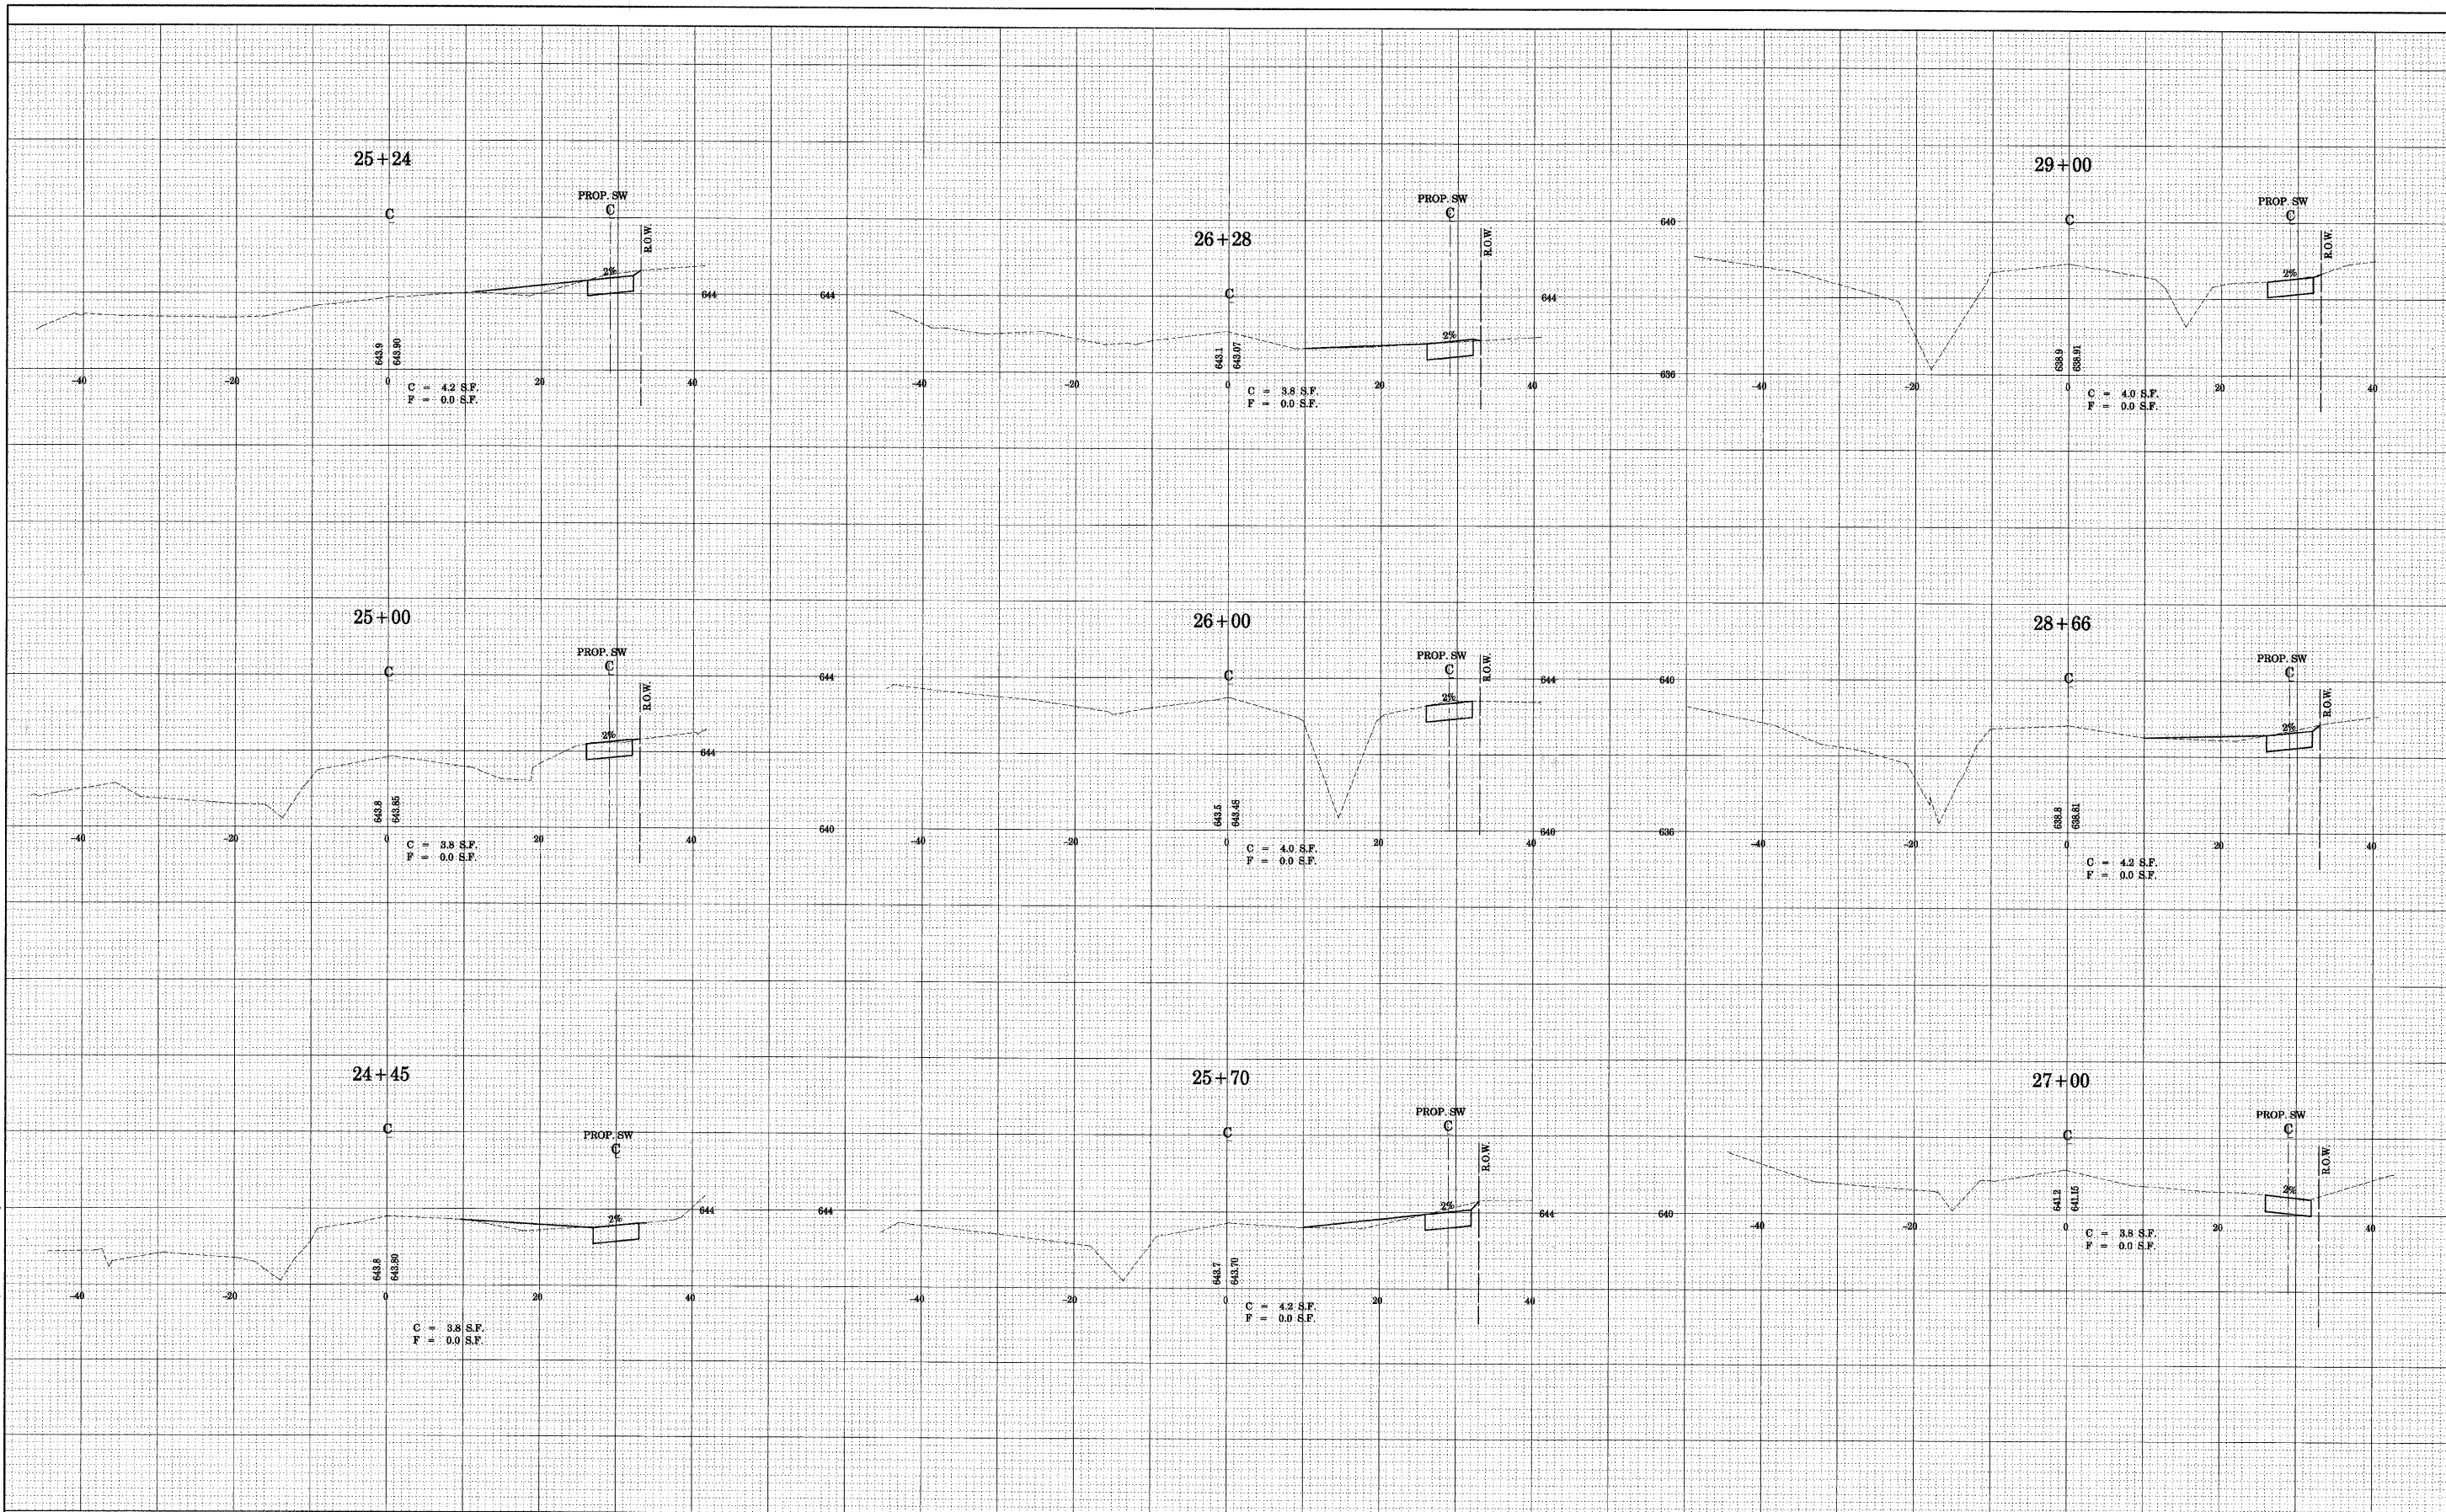 25+24
C
PROP. SW
C
R.O.W.
2%
644
643.9
643.90
-40 -20 0 20 40
C = 4.2 S.F.
F = 0.0 S.F.
26+28
C
PROP. SW
C
R.O.W.
2%
644 644
643.1
643.07
-40 -20 0 20 40
C = 3.8 S.F.
F = 0.0 S.F.
29+00
C
PROP. SW
C
R.O.W.
2%
640
636
638.9
638.91
-40 -20 0 20 40
C = 4.0 S.F.
F = 0.0 S.F.
25+00
C
PROP. SW
C
R.O.W.
2%
644
643.8
643.85
-40 -20 0 20 40
C = 3.8 S.F.
F = 0.0 S.F.
26+00
C
PROP. SW
C
R.O.W.
2%
644 644
640 640
643.5
643.48
-40 -20 0 20 40
C = 4.0 S.F.
F = 0.0 S.F.
28+66
C
PROP. SW
C
R.O.W.
2%
640
636
638.8
638.81
-40 -20 0 20 40
C = 4.2 S.F.
F = 0.0 S.F.
24+45
C
PROP. SW
C
2%
644
643.8
643.80
-40 -20 0 20 40
C = 3.8 S.F.
F = 0.0 S.F.
25+70
C
PROP. SW
C
R.O.W.
2%
644 644
643.7
643.70
-40 -20 0 20 40
C = 4.2 S.F.
F = 0.0 S.F.
27+00
C
PROP. SW
C
R.O.W.
2%
640
641.2
641.15
-20 0 20 40
C = 3.8 S.F.
F = 0.0 S.F.